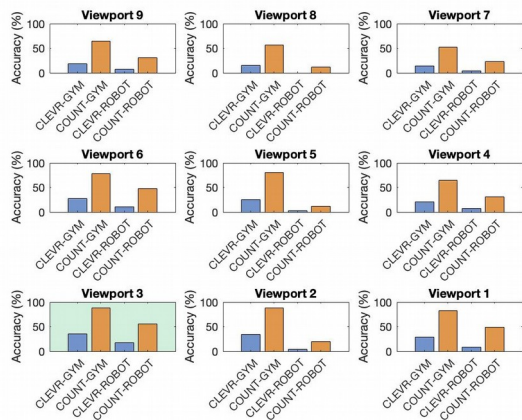 Viewport 9
Accuracy (%)
100
50
0
CLEVR-GYM
COUNT-GYM
CLEVR-ROBOT
COUNT-ROBOT
Viewport 8
Accuracy (%)
100
50
0
CLEVR-GYM
COUNT-GYM
CLEVR-ROBOT
COUNT-ROBOT
Viewport 7
Accuracy (%)
100
50
0
CLEVR-GYM
COUNT-GYM
CLEVR-ROBOT
COUNT-ROBOT
Viewport 6
Accuracy (%)
100
50
0
CLEVR-GYM
COUNT-GYM
CLEVR-ROBOT
COUNT-ROBOT
Viewport 5
Accuracy (%)
100
50
0
CLEVR-GYM
COUNT-GYM
CLEVR-ROBOT
COUNT-ROBOT
Viewport 4
Accuracy (%)
100
50
0
CLEVR-GYM
COUNT-GYM
CLEVR-ROBOT
COUNT-ROBOT
Viewport 3
Accuracy (%)
100
50
0
CLEVR-GYM
COUNT-GYM
CLEVR-ROBOT
COUNT-ROBOT
Viewport 2
Accuracy (%)
100
50
0
CLEVR-GYM
COUNT-GYM
CLEVR-ROBOT
COUNT-ROBOT
Viewport 1
Accuracy (%)
100
50
0
CLEVR-GYM
COUNT-GYM
CLEVR-ROBOT
COUNT-ROBOT